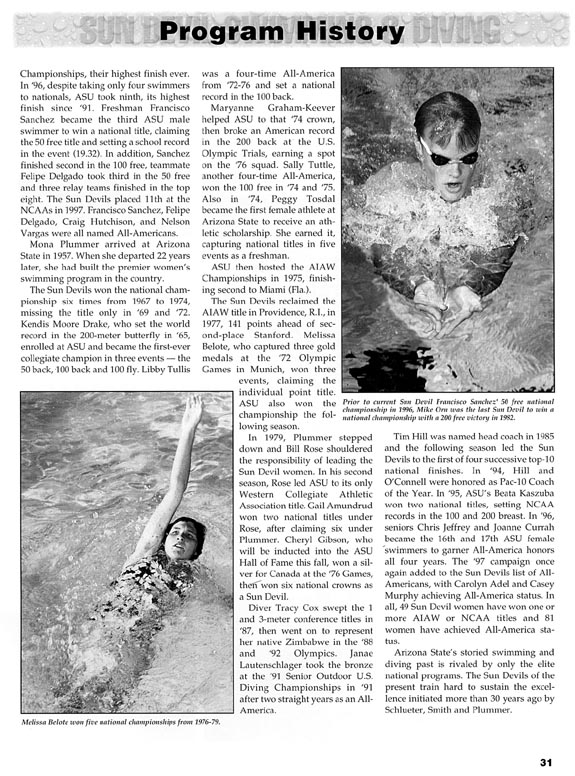 SUN DEVIL SWIMMING DIVING
Program History
Championships, their highest finish ever.
In '96, despite taking only four swimmers
to nationals, ASU took ninth, its highest
finish since '91. Freshman Francisco
Sanchez became the third ASU male
swimmer to win a national title, claiming
the 50 free title and setting a school record
in the event (19.32). In addition, Sanchez
finished second in the 100 free, teammate
Felipe Delgado took third in the 50 free
and three relay teams finished in the top
eight. The Sun Devils placed 11th at the
NCAAs in 1997. Francisco Sanchez, Felipe
Delgado, Craig Hutchison, and Nelson
Vargas were all named All-Americans.
Mona Plummer arrived at Arizona
State in 1957. When she departed 22 years
later, she had built the premier women's
swimming program in the country.
The Sun Devils won the national cham-
pionship six times from 1967 to 1974,
missing the title only in '69 and '72.
Kendis Moore Drake, who set the world
record in the 200-meter butterfly in '65,
enrolled at ASU and became the first-ever
collegiate champion in three events — the
50 back, 100 back and 100 fly. Libby Tullis
Melissa Belote won five national championships from 1976-79.
was a four-time All-America
from '72-76 and set a national
record in the 100 back.
Maryanne Graham-Keever
helped ASU to that '74 crown,
then broke an American record
in the 200 back at the U.S.
Olympic Trials, earning a spot
on the '76 squad. Sally Tuttle,
another four-time All-America,
won the 100 free in '74 and '75.
Also in '74, Peggy Tosdal
became the first female athlete at
Arizona State to receive an ath-
letic scholarship. She earned it,
capturing national titles in five
events as a freshman.
ASU then hosted the AIAW
Championships in 1975, finish-
ing second to Miami (Fla.).
The Sun Devils reclaimed the
AIAW title in Providence, R.I., in
1977, 141 points ahead of sec-
ond-place Stanford. Melissa
Belote, who captured three gold
medals at the '72 Olympic
Games in Munich, won three
events, claiming the
individual point title.
ASU also won the
championship the fol-
lowing season.
In 1979, Plummer stepped
down and Bill Rose shouldered
the responsibility of leading the
Sun Devil women. In his second
season, Rose led ASU to its only
Western Collegiate Athletic
Association title. Gail Amundrud
won two national titles under
Rose, after claiming six under
Plummer. Cheryl Gibson, who
will be inducted into the ASU
Hall of Fame this fall, won a sil-
ver for Canada at the '76 Games,
then won six national crowns as
a Sun Devil.
Diver Tracy Cox swept the 1
and 3-meter conference titles in
'87, then went on to represent
her native Zimbabwe in the '88
and '92 Olympics. Janae
Lautenschlager took the bronze
at the '91 Senior Outdoor U.S.
Diving Championships in '91
after two straight years as an All-
America.
Prior to current Sun Devil Francisco Sanchez' 50 free national
championship in 1996, Mike Orn was the last Sun Devil to win a
national championship with a 200 free victory in 1982.
Tim Hill was named head coach in 1985
and the following season led the Sun
Devils to the first of four successive top-10
national finishes. In '94, Hill and
O'Connell were honored as Pac-10 Coach
of the Year. In '95, ASU's Beata Kaszuba
won two national titles, setting NCAA
records in the 100 and 200 breast. In '96,
seniors Chris Jeffrey and Joanne Currah
became the 16th and 17th ASU female
swimmers to garner All-America honors
all four years. The '97 campaign once
again added to the Sun Devils list of All-
Americans, with Carolyn Adel and Casey
Murphy achieving All-America status. In
all, 49 Sun Devil women have won one or
more AIAW or NCAA titles and 81
women have achieved All-America sta-
tus.
Arizona State's storied swimming and
diving past is rivaled by only the elite
national programs. The Sun Devils of the
present train hard to sustain the excel-
lence initiated more than 30 years ago by
Schlueter, Smith and Plummer.
31